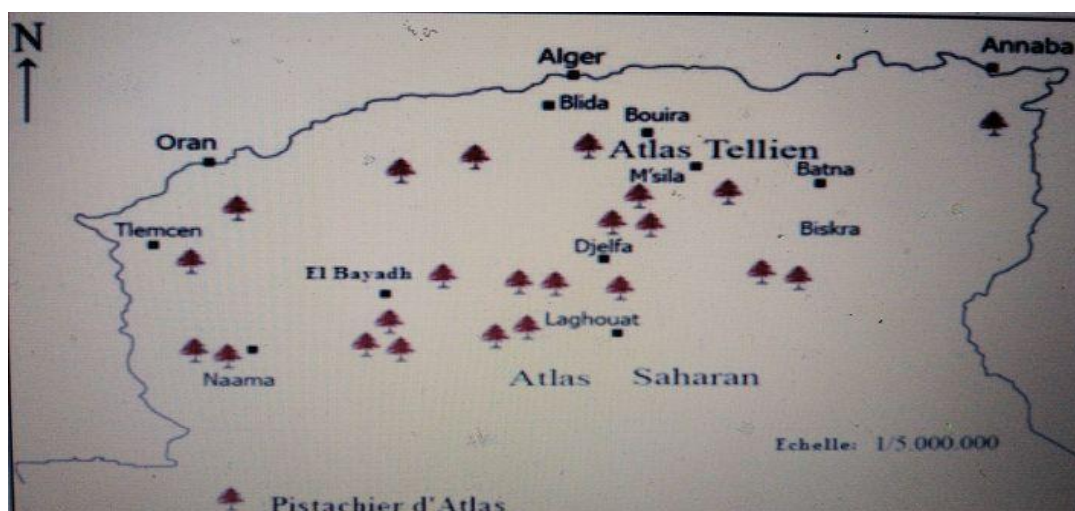 N
Alger
Annaba
Blida
Bouira
Oran
Atlas Tellien
M'sila
Batna
Tlemcen
Biskra
Djelfa
El Bayadh
Laghouat
Naama
Atlas Saharan
Echelle: 1/5.000.000
Pistachier d'Atlas